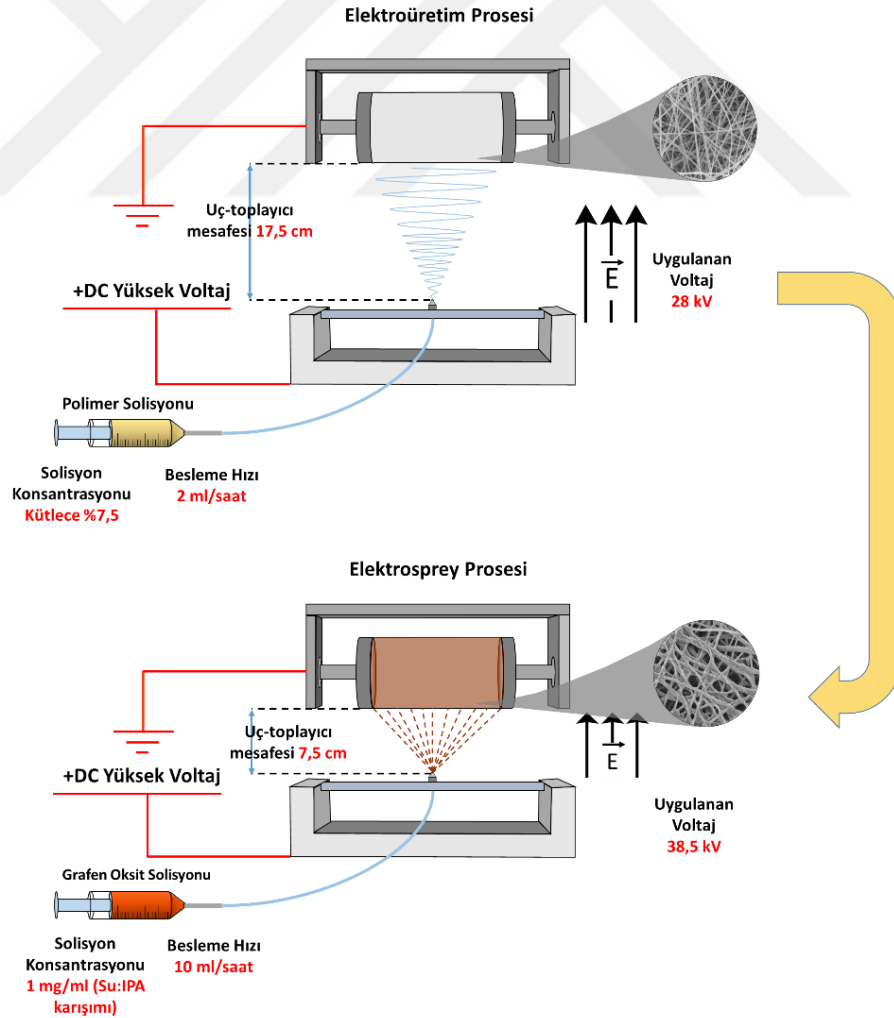 Elektroüretim Prosesi
Uç-toplayıcı
mesafesi 17,5 cm
E
Uygulanan
Voltaj
28 kV
+DC Yüksek Voltaj
Polimer Solisyonu
Solisyon
Konsantrasyonu
Kütlece %7,5
Besleme Hızı
2 ml/saat
Elektrosprey Prosesi
Uç-toplayıcı
mesafesi 7,5 cm
E
+DC Yüksek Voltaj
Uygulanan
Voltaj
38,5 kV
Grafen Oksit Solisyonu
Solisyon
Konsantrasyonu
1 mg/ml (Su:IPA
karışımı)
Besleme Hızı
10 ml/saat